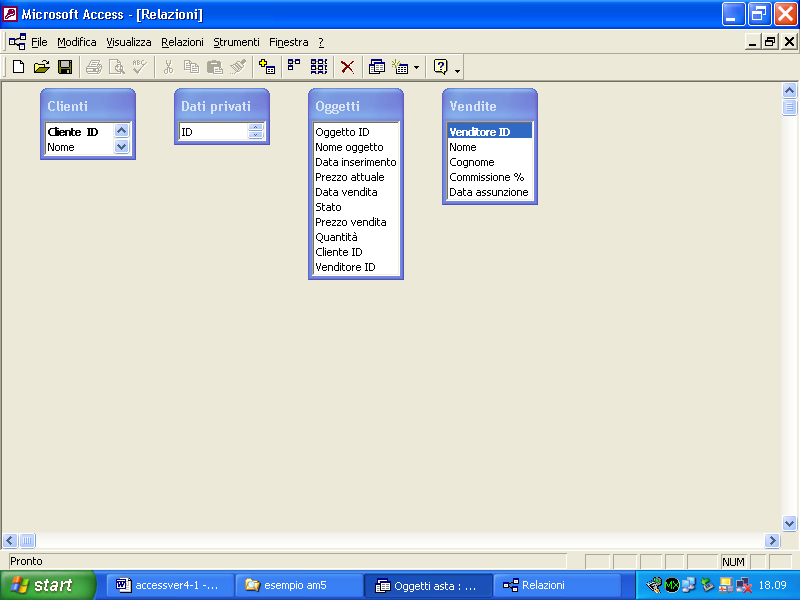 Microsoft Access - [Relazioni]
File Modifica Visualizza Relazioni Strumenti Finestra ?
Clienti
Cliente ID
Nome
Dati privati
ID
Oggetti
Oggetto ID
Nome oggetto
Data inserimento
Prezzo attuale
Data vendita
Stato
Prezzo vendita
Quantità
Cliente ID
Venditore ID
Vendite
Venditore ID
Nome
Cognome
Commissione %
Data assunzione
Pronto
NUM
start
accessver4-1 -...
esempio am5
Oggetti asta : ...
Relazioni
18.09